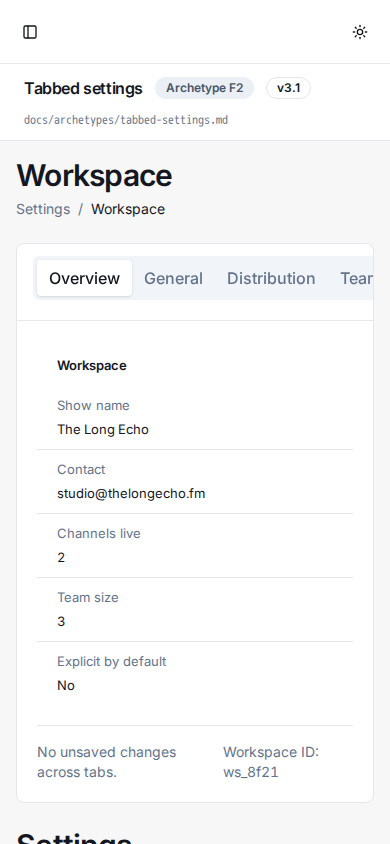 Tabbed settings Archetype F2 v3.1
docs/archetypes/tabbed-settings.md
Workspace
Settings / Workspace
Overview General Distribution
Workspace
Show name
The Long Echo
Contact
studio@thelongecho.fm
Channels live
2
Team size
3
Explicit by default
No
No unsaved changes across tabs.
Workspace ID: ws_8f21
Settings